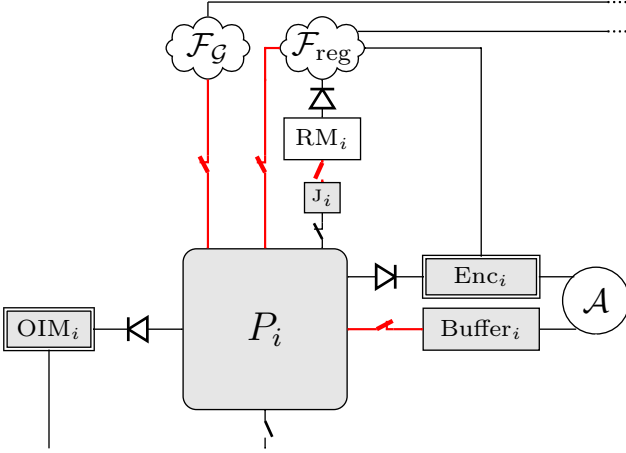 𝓕_𝓖
𝓕_reg
RM_i
J_i
Enc_i
𝓐
OIM_i
P_i
Buffer_i